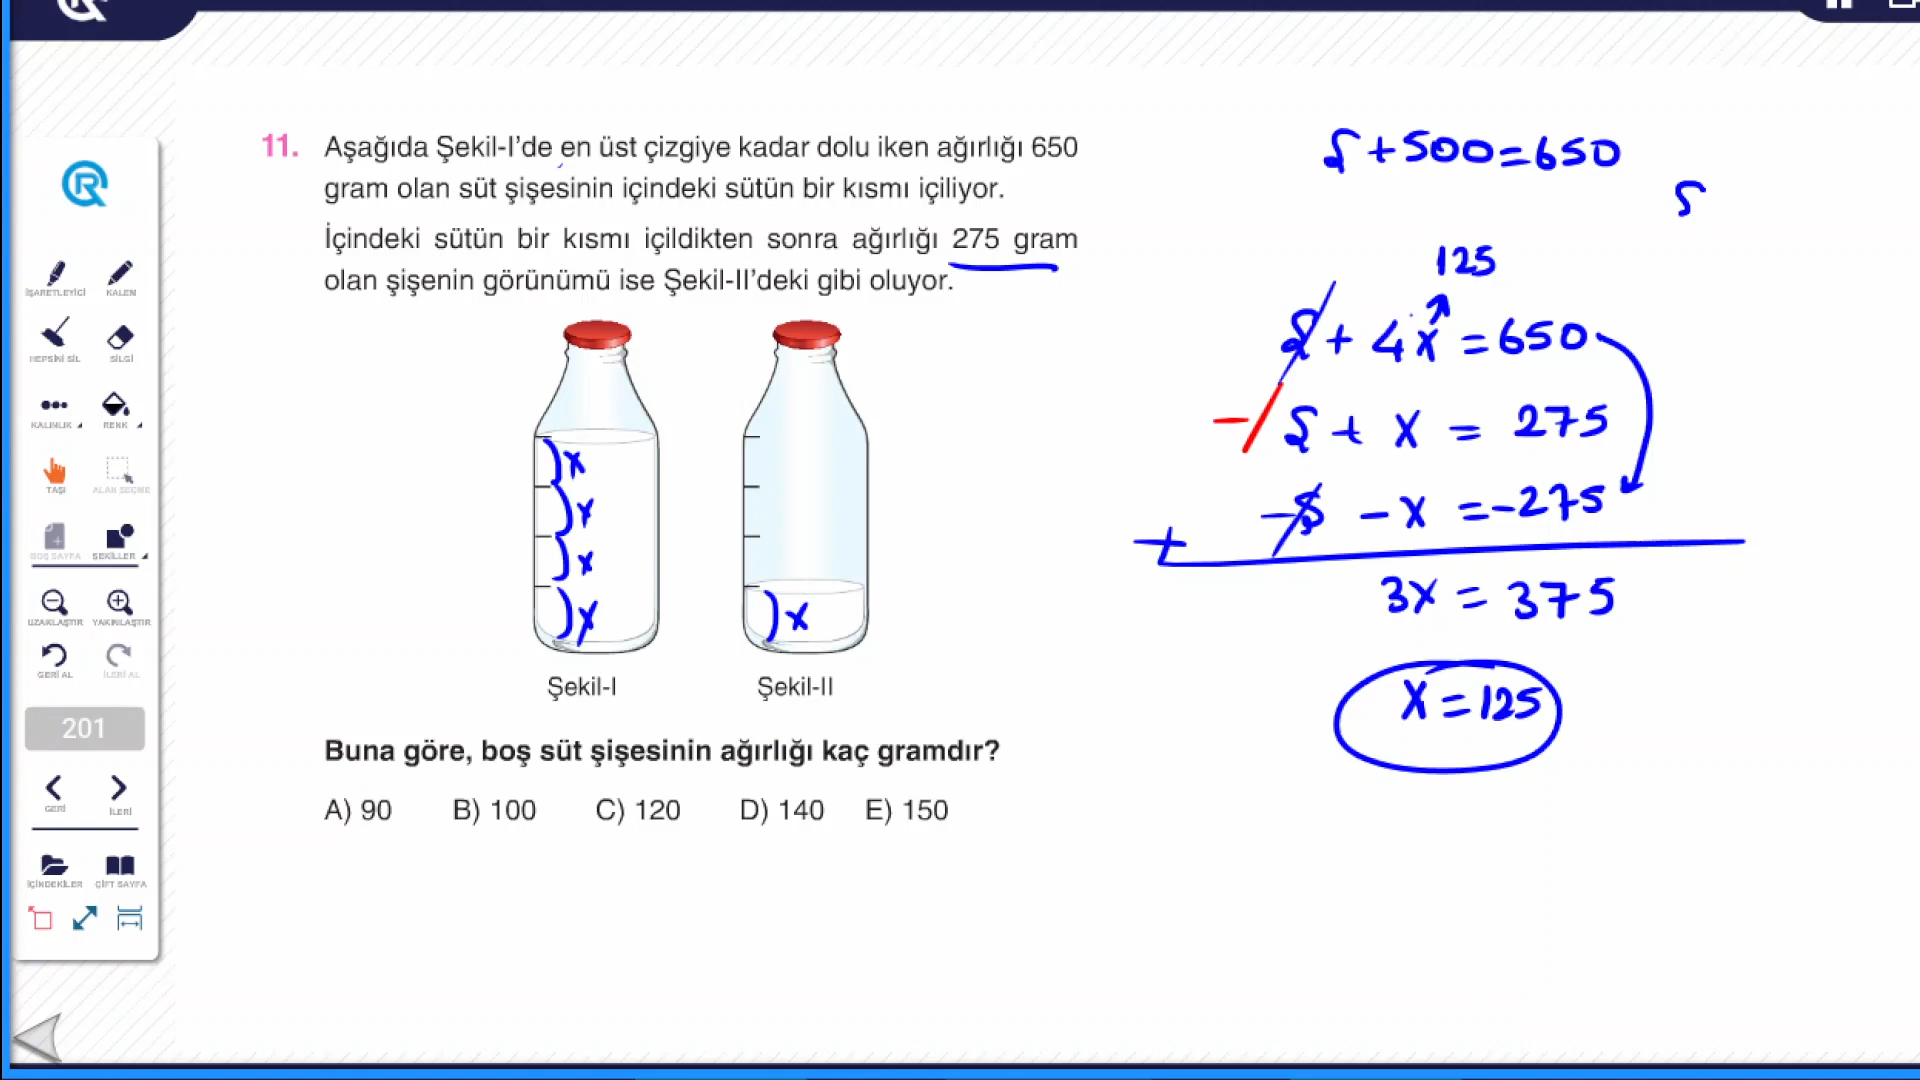 11. Aşağıda Şekil-I'de en üst çizgiye kadar dolu iken ağırlığı 650
gram olan süt şişesinin içindeki sütün bir kısmı içiliyor.
İçindeki sütün bir kısmı içildikten sonra ağırlığı 275 gram
olan şişenin görünümü ise Şekil-II'deki gibi oluyor.
x
x
x
x
x
Şekil-I Şekil-II
Buna göre, boş süt şişesinin ağırlığı kaç gramdır?
A) 90 B) 100 C) 120 D) 140 E) 150
Ş + 500 = 650
Ş
125
Ş + 4x = 650
- / Ş + x = 275
-Ş - x = -275
+
3x = 375
x = 125
R
İŞARETLEYİCİ KALEM
HEPSİNİ SİL SİLGİ
KALINLIK RENK
TAŞI ALAN SEÇME
BOŞ SAYFA ŞEKİLLER
UZAKLAŞTIR YAKINLAŞTIR
GERİ AL İLERİ AL
201
GERİ İLERİ
İÇİNDEKİLER ÇİFT SAYFA